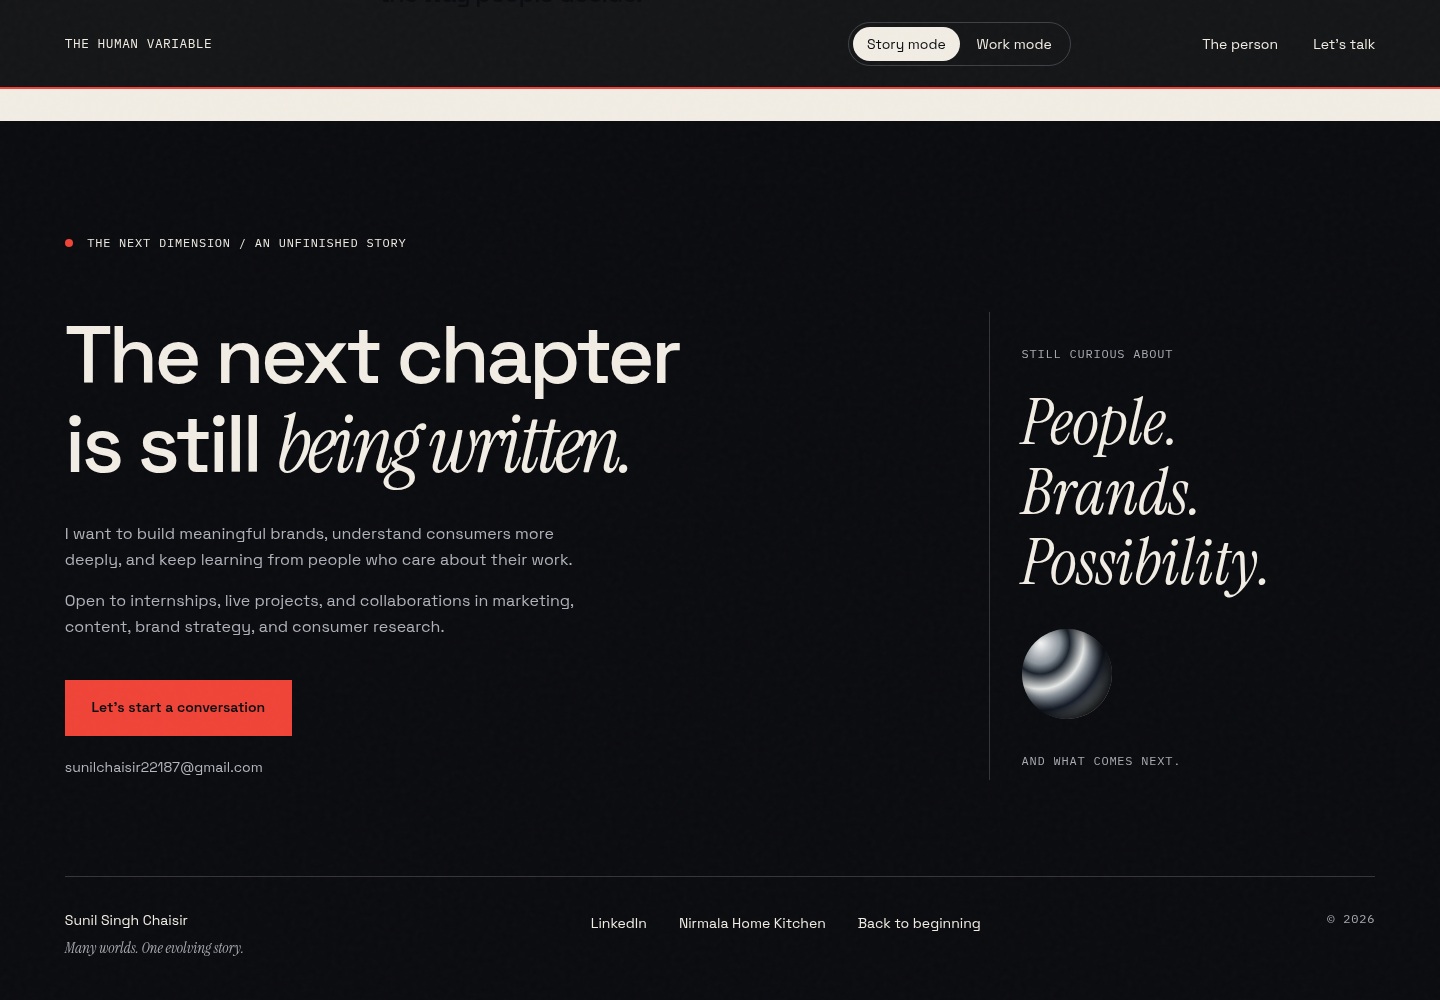 THE HUMAN VARIABLE
Story mode
Work mode
The person
Let's talk
THE NEXT DIMENSION / AN UNFINISHED STORY
The next chapter
is still being written.
I want to build meaningful brands, understand consumers more
deeply, and keep learning from people who care about their work.
Open to internships, live projects, and collaborations in marketing,
content, brand strategy, and consumer research.
Let's start a conversation
sunilchaisir22187@gmail.com
STILL CURIOUS ABOUT
People.
Brands.
Possibility.
AND WHAT COMES NEXT.
Sunil Singh Chaisir
Many worlds. One evolving story.
LinkedIn
Nirmala Home Kitchen
Back to beginning
© 2026